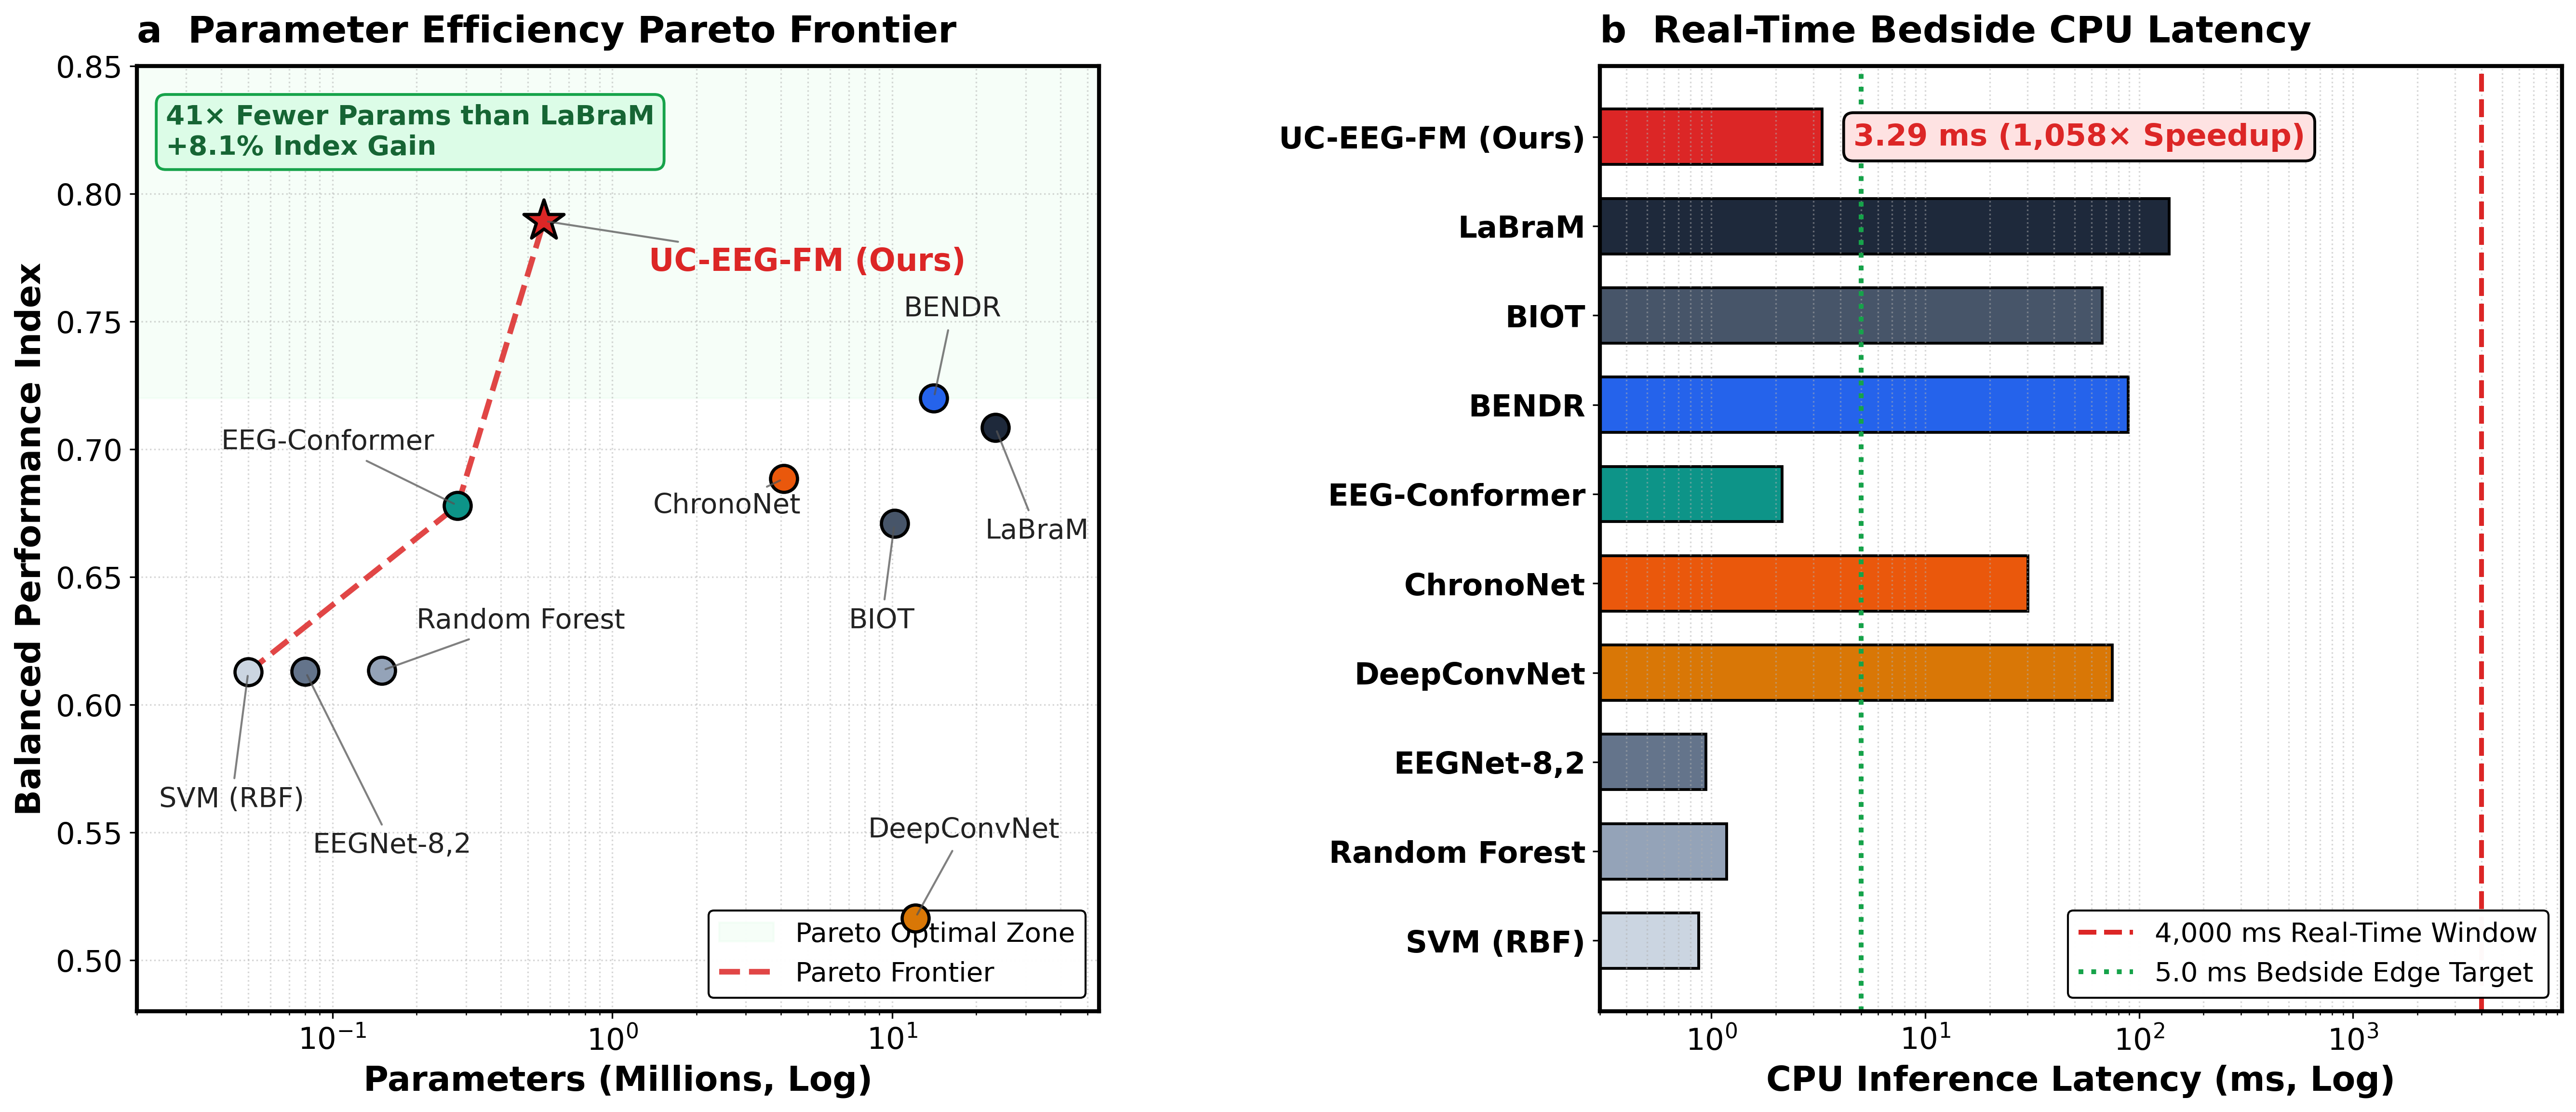 a Parameter Efficiency Pareto Frontier
Balanced Performance Index
0.85
0.80
0.75
0.70
0.65
0.60
0.55
0.50
41× Fewer Params than LaBraM
+8.1% Index Gain
UC-EEG-FM (Ours)
BENDR
EEG-Conformer
ChronoNet
LaBraM
BIOT
Random Forest
SVM (RBF)
EEGNet-8,2
DeepConvNet
Pareto Optimal Zone
Pareto Frontier
10⁻¹
10⁰
10¹
Parameters (Millions, Log)
b Real-Time Bedside CPU Latency
UC-EEG-FM (Ours)
3.29 ms (1,058× Speedup)
LaBraM
BIOT
BENDR
EEG-Conformer
ChronoNet
DeepConvNet
EEGNet-8,2
Random Forest
SVM (RBF)
4,000 ms Real-Time Window
5.0 ms Bedside Edge Target
10⁰
10¹
10²
10³
CPU Inference Latency (ms, Log)